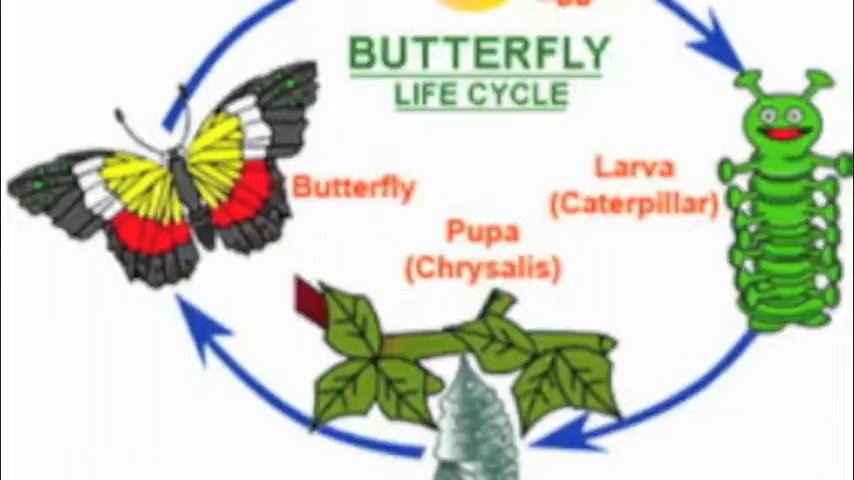 BUTTERFLY
LIFE CYCLE
Butterfly
Larva
(Caterpillar)
Pupa
(Chrysalis)